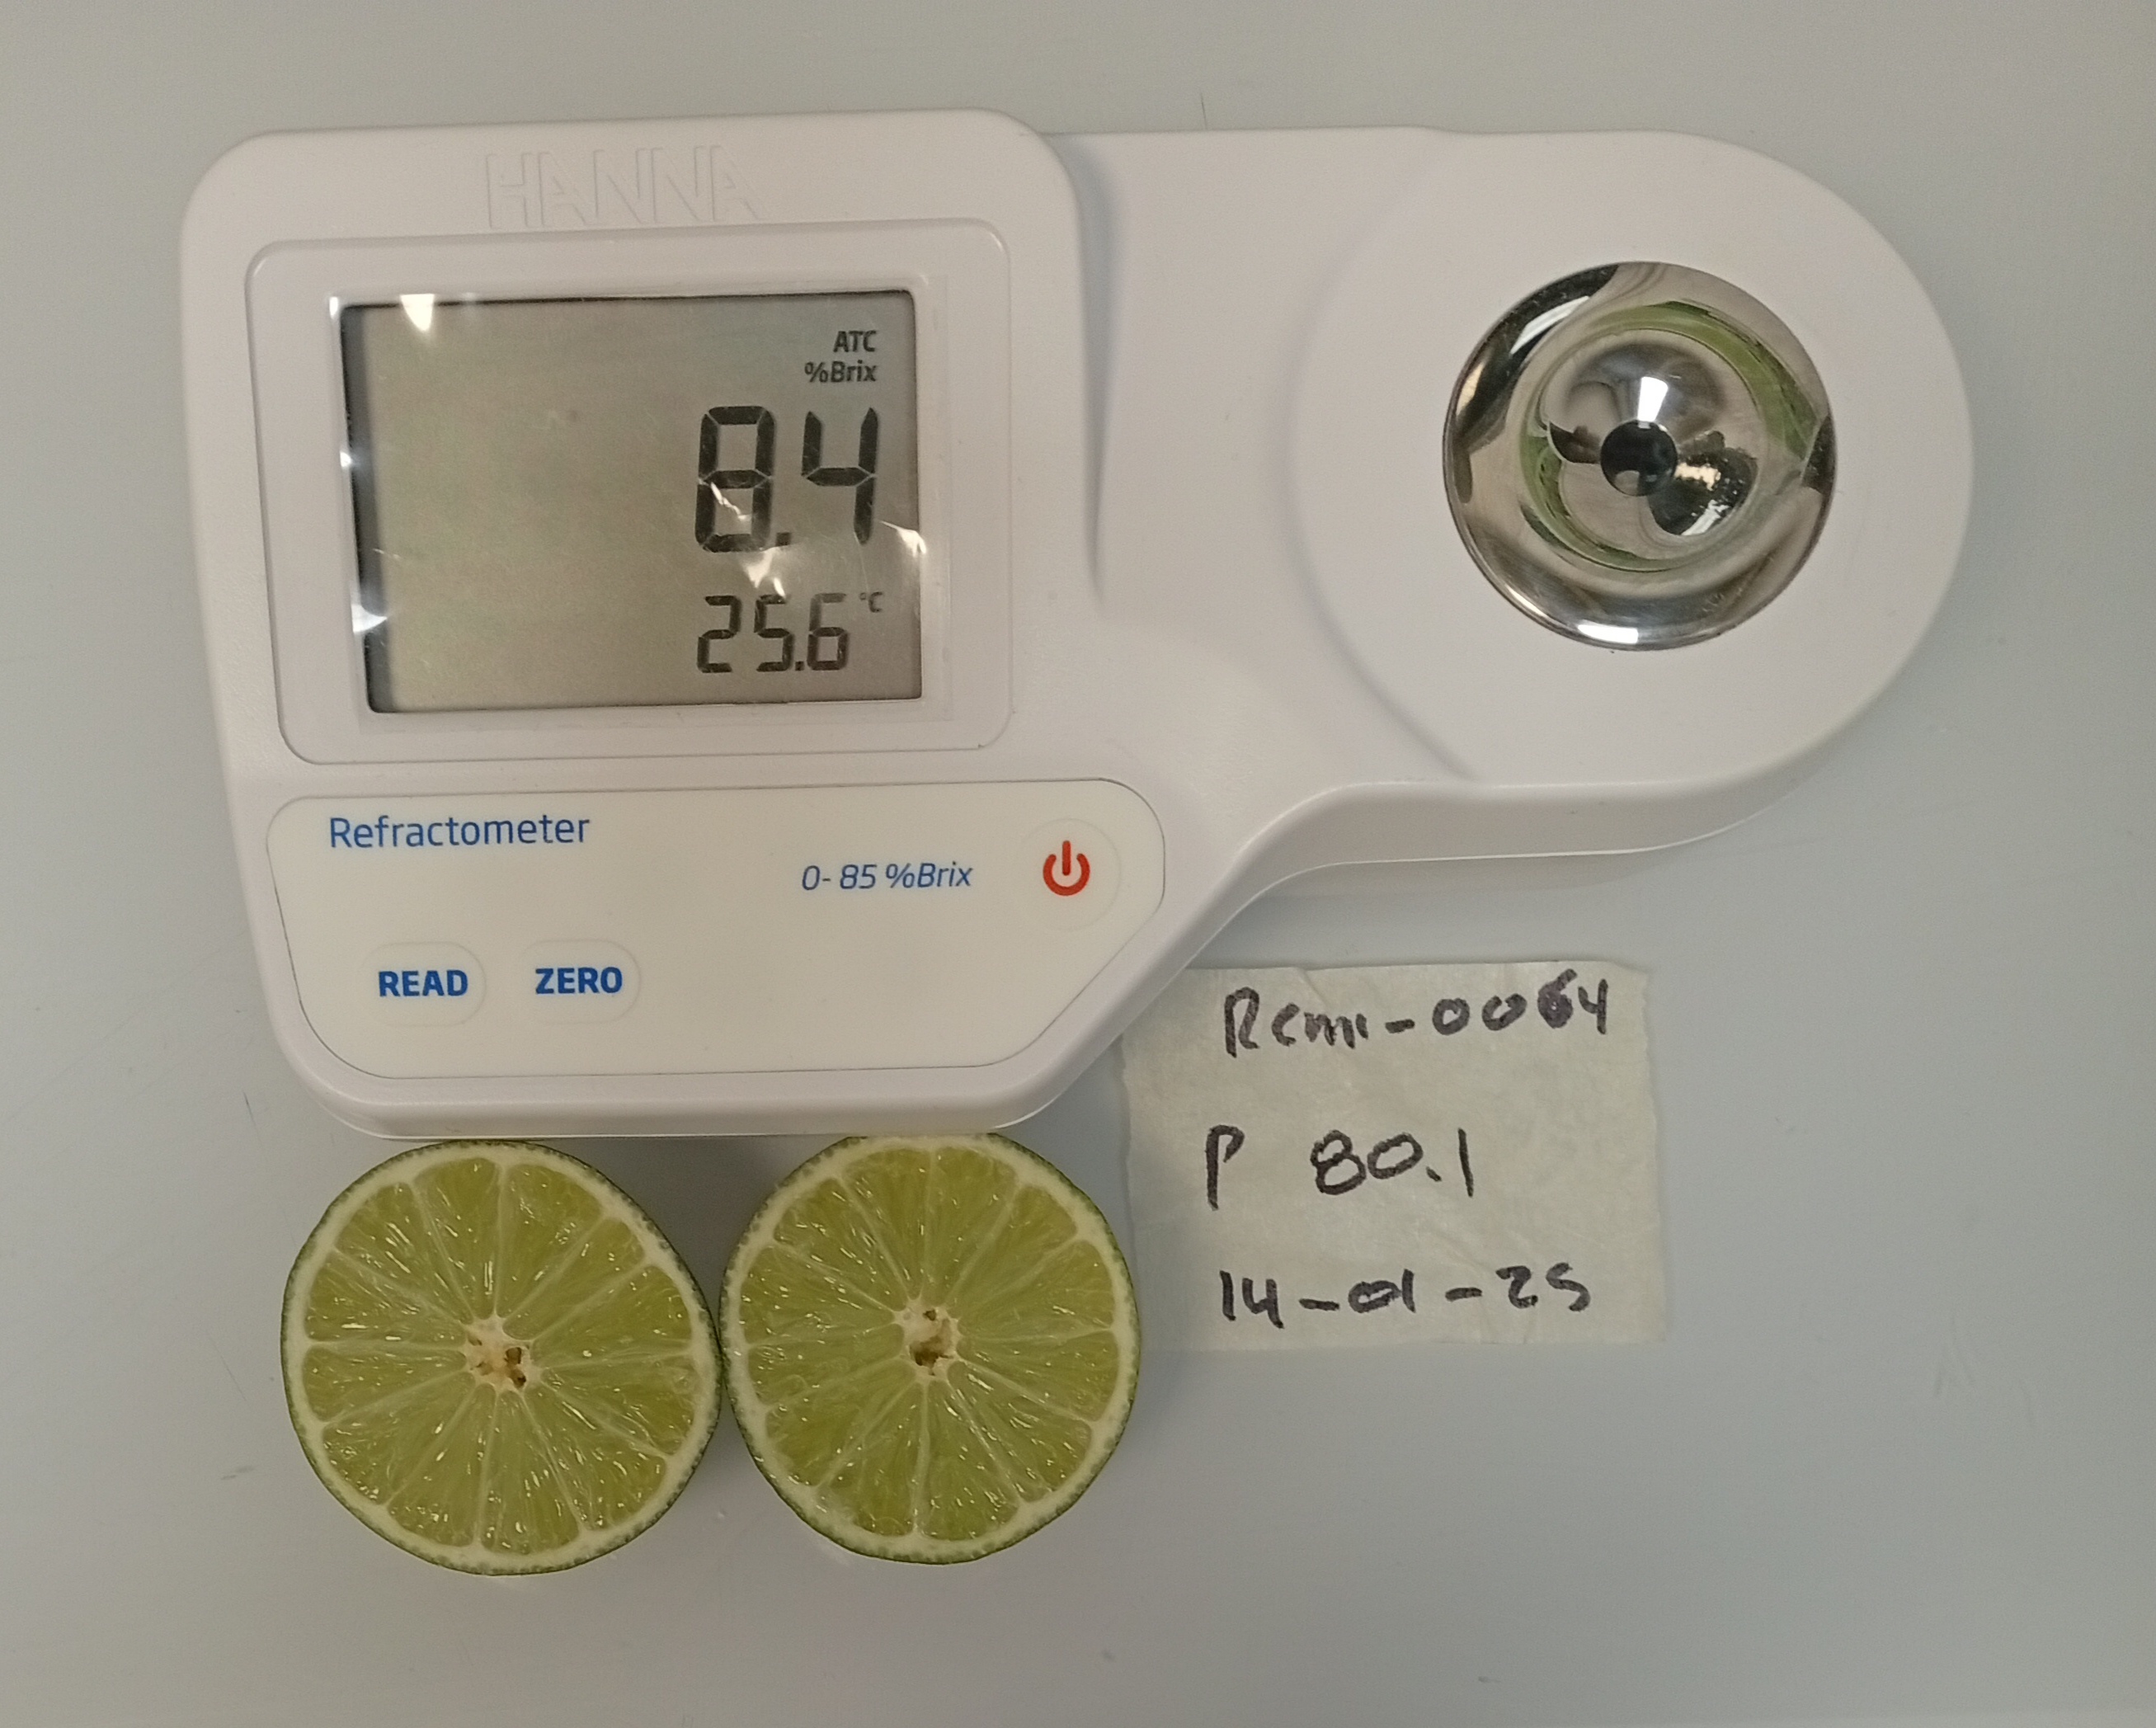 HANNA
ATC
%Brix
8.4
25.6 °C
Refractometer
0-85 %Brix
READ ZERO
Remi-0064
P 80.1
14-01-25